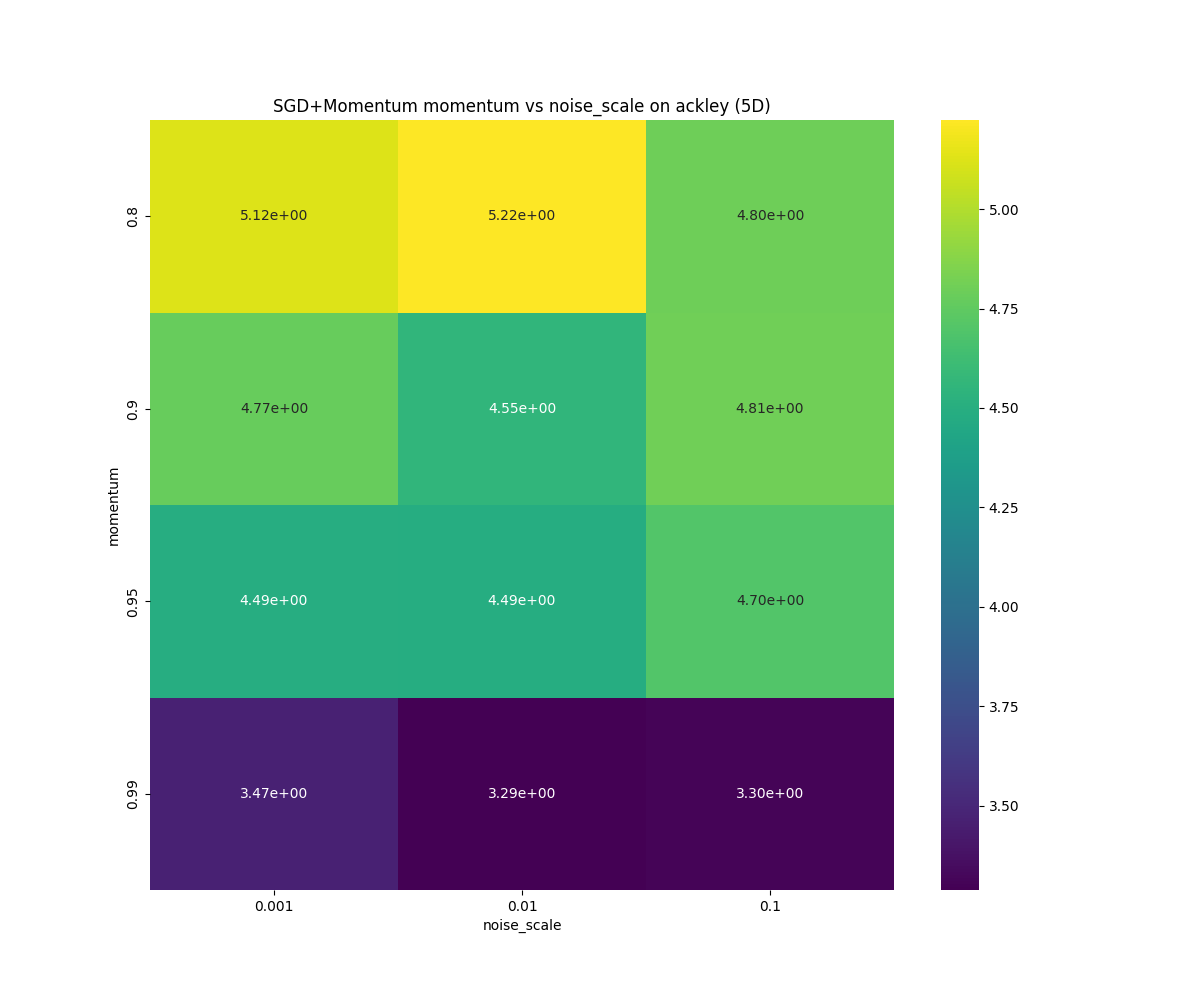 SGD+Momentum momentum vs noise_scale on ackley (5D)
5.12e+00 5.22e+00 4.80e+00
4.77e+00 4.55e+00 4.81e+00
4.49e+00 4.49e+00 4.70e+00
3.47e+00 3.29e+00 3.30e+00
0.8
0.9
0.95
0.99
momentum
0.001 0.01 0.1
noise_scale
5.00
4.75
4.50
4.25
4.00
3.75
3.50